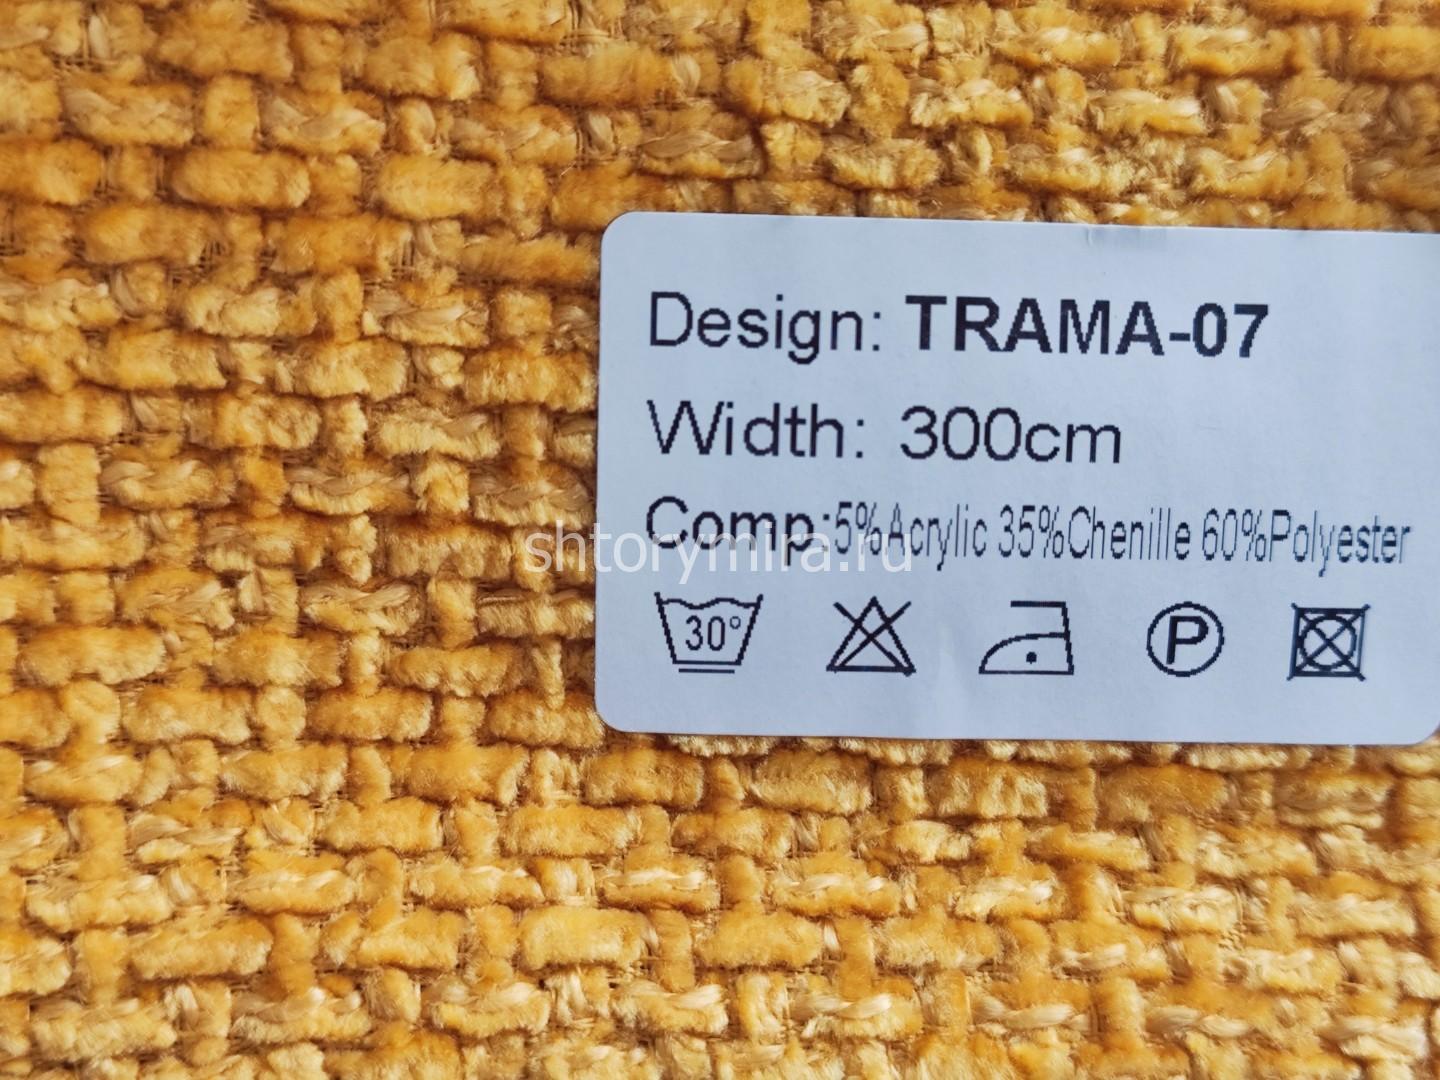 Design: TRAMA-07
Width: 300cm
Comp:5%Acrylic 35%Chenille 60%Polyester
shtorymira.ru
30°
P